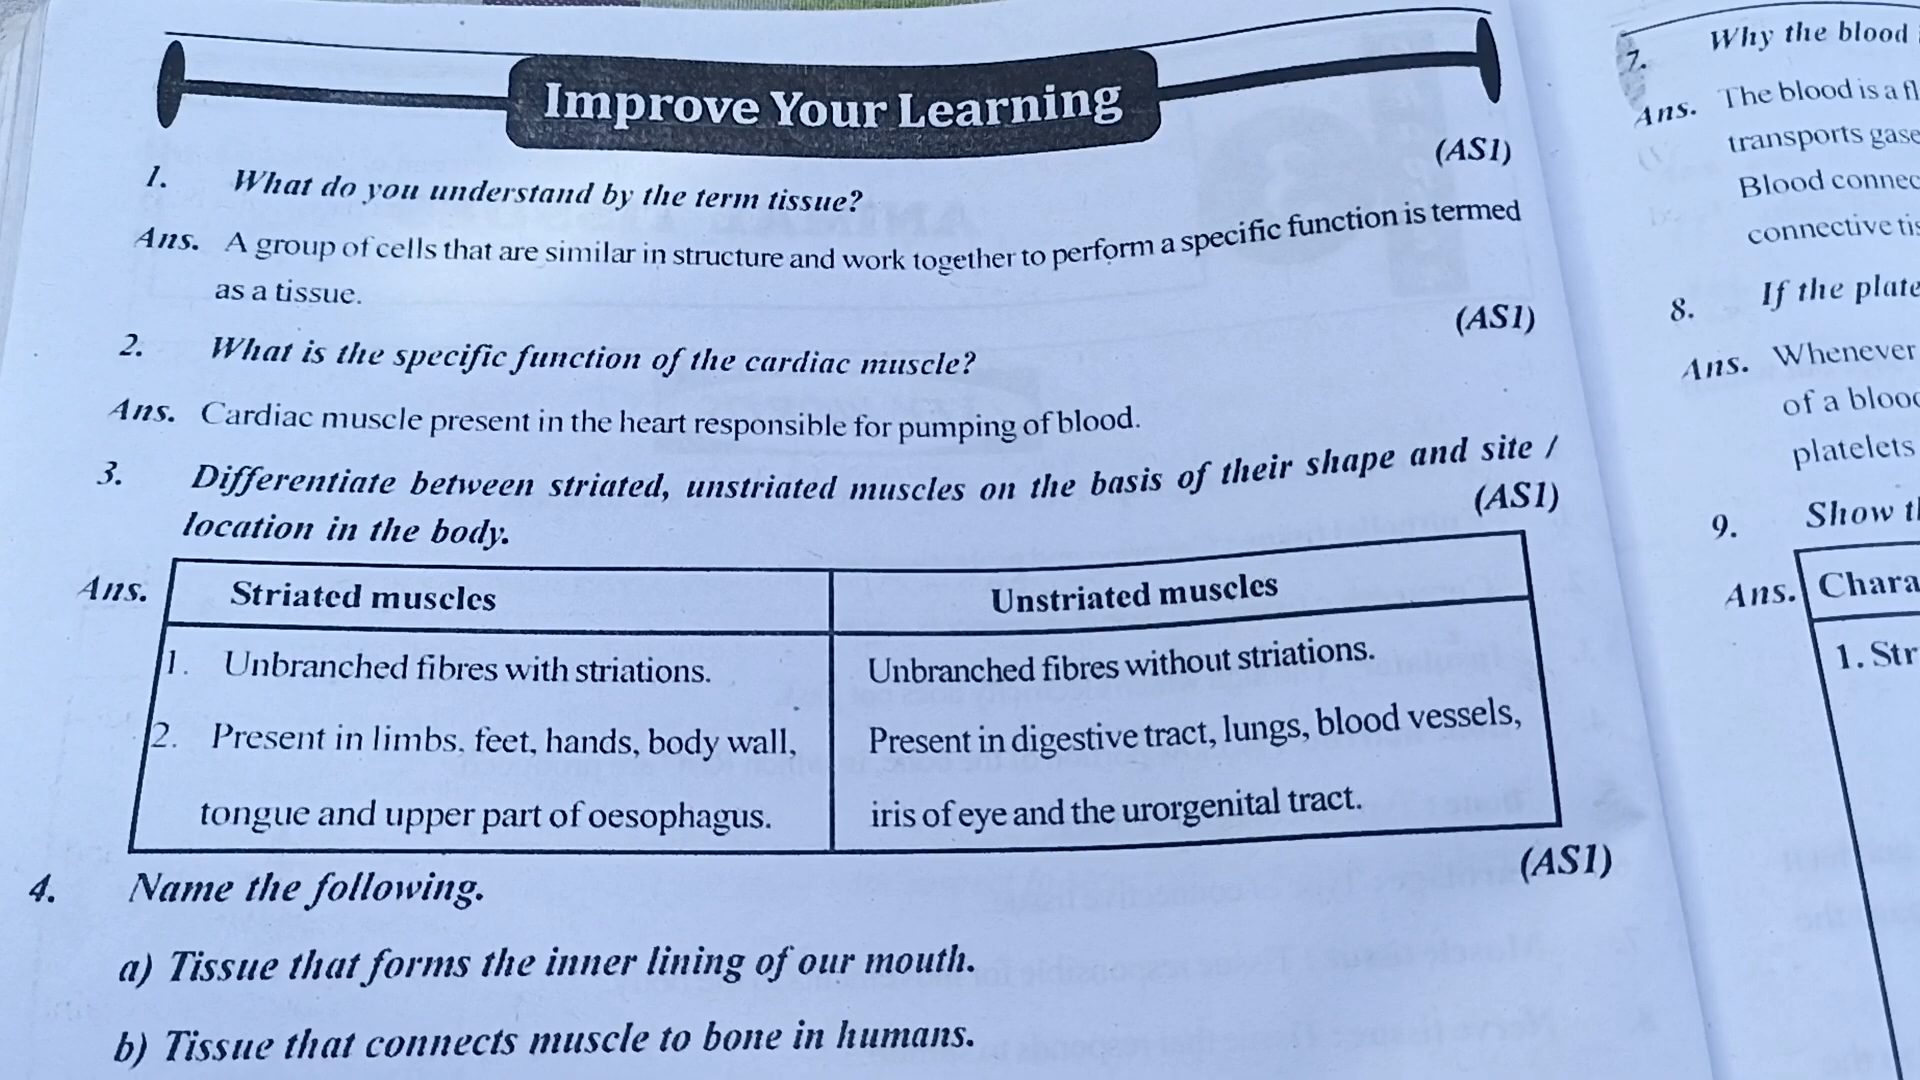 Improve Your Learning
1. What do you understand by the term tissue? (AS1)
Ans. A group of cells that are similar in structure and work together to perform a specific function is termed
as a tissue.
2. What is the specific function of the cardiac muscle? (AS1)
Ans. Cardiac muscle present in the heart responsible for pumping of blood.
3. Differentiate between striated, unstriated muscles on the basis of their shape and site /
location in the body. (AS1)
Ans. Striated muscles Unstriated muscles
1. Unbranched fibres with striations. Unbranched fibres without striations.
2. Present in limbs, feet, hands, body wall, Present in digestive tract, lungs, blood vessels,
tongue and upper part of oesophagus. iris of eye and the urorgenital tract.
4. Name the following. (AS1)
a) Tissue that forms the inner lining of our mouth.
b) Tissue that connects muscle to bone in humans.
7. Why the blood
Ans. The blood is a fl
transports gase
Blood connec
connective tis
8. If the plate
Ans. Whenever
of a blood
platelets
9. Show th
Ans. Chara
1. Str